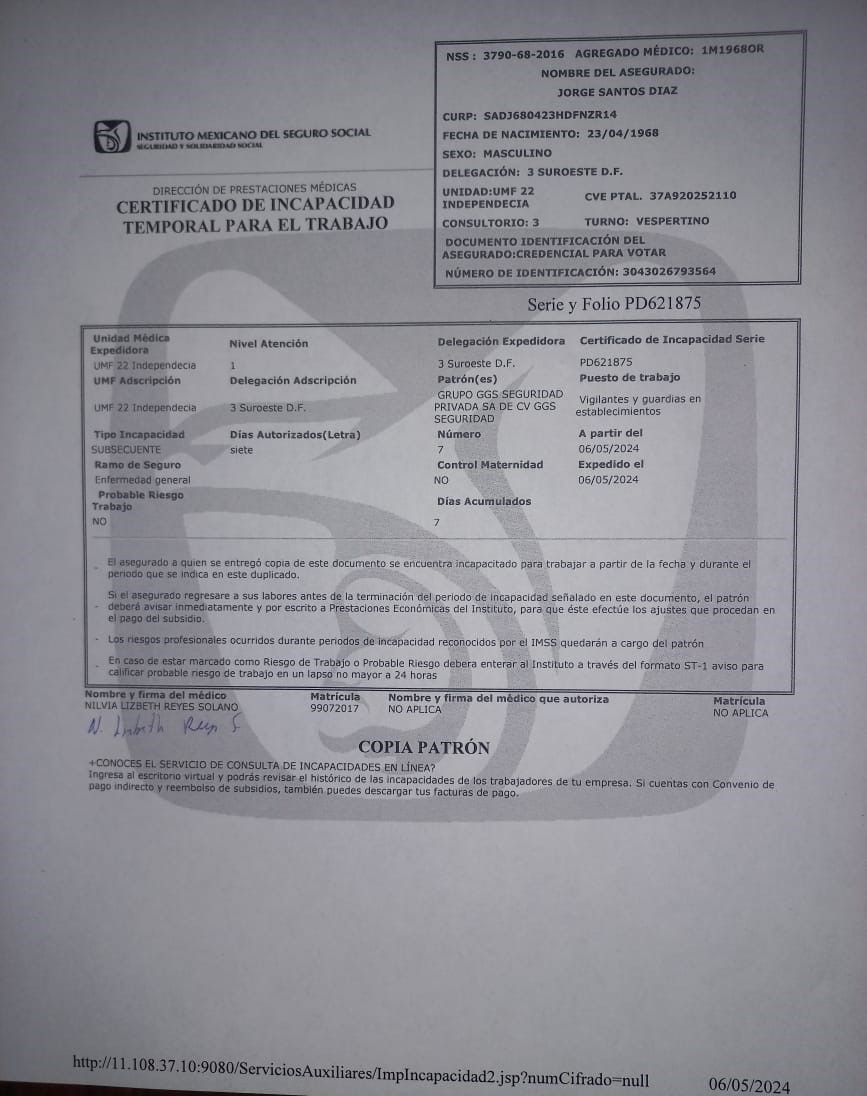 NSS : 3790-68-2016 AGREGADO MÉDICO: 1M1968OR
NOMBRE DEL ASEGURADO:
JORGE SANTOS DIAZ
CURP: SADJ680423HDFNZR14
FECHA DE NACIMIENTO: 23/04/1968
SEXO: MASCULINO
DELEGACIÓN: 3 SUROESTE D.F.
UNIDAD:UMF 22 INDEPENDECIA CVE PTAL. 37A920252110
CONSULTORIO: 3 TURNO: VESPERTINO
DOCUMENTO IDENTIFICACIÓN DEL
ASEGURADO:CREDENCIAL PARA VOTAR
NÚMERO DE IDENTIFICACIÓN: 3043026793564
INSTITUTO MEXICANO DEL SEGURO SOCIAL
SEGURIDAD Y SOLIDARIDAD SOCIAL
DIRECCIÓN DE PRESTACIONES MÉDICAS
CERTIFICADO DE INCAPACIDAD
TEMPORAL PARA EL TRABAJO
Serie y Folio PD621875
Unidad Médica Expedidora Nivel Atención Delegación Expedidora Certificado de Incapacidad Serie
UMF 22 Independecia 1 3 Suroeste D.F. PD621875
UMF Adscripción Delegación Adscripción Patrón(es) Puesto de trabajo
UMF 22 Independecia 3 Suroeste D.F. GRUPO GGS SEGURIDAD PRIVADA SA DE CV GGS SEGURIDAD Vigilantes y guardias en establecimientos
Tipo Incapacidad Días Autorizados(Letra) Número A partir del
SUBSECUENTE siete 7 06/05/2024
Ramo de Seguro Control Maternidad Expedido el
Enfermedad general NO 06/05/2024
Probable Riesgo Trabajo Días Acumulados
NO 7
El asegurado a quien se entregó copia de este documento se encuentra incapacitado para trabajar a partir de la fecha y durante el
periodo que se indica en este duplicado.
Si el asegurado regresare a sus labores antes de la terminación del periodo de incapacidad señalado en este documento, el patrón
- deberá avisar inmediatamente y por escrito a Prestaciones Económicas del Instituto, para que éste efectúe los ajustes que procedan en
el pago del subsidio.
- Los riesgos profesionales ocurridos durante periodos de incapacidad reconocidos por el IMSS quedarán a cargo del patrón
En caso de estar marcado como Riesgo de Trabajo o Probable Riesgo debera enterar al Instituto a través del formato ST-1 aviso para
calificar probable riesgo de trabajo en un lapso no mayor a 24 horas
Nombre y firma del médico Matrícula Nombre y firma del médico que autoriza Matrícula
NILVIA LIZBETH REYES SOLANO 99072017 NO APLICA NO APLICA
N. Lizbeth Reyes S
COPIA PATRÓN
+CONOCES EL SERVICIO DE CONSULTA DE INCAPACIDADES EN LÍNEA?
Ingresa al escritorio virtual y podrás revisar el histórico de las incapacidades de los trabajadores de tu empresa. Si cuentas con Convenio de
pago indirecto y reembolso de subsidios, también puedes descargar tus facturas de pago.
http://11.108.37.10:9080/ServiciosAuxiliares/ImpIncapacidad2.jsp?numCifrado=null 06/05/2024